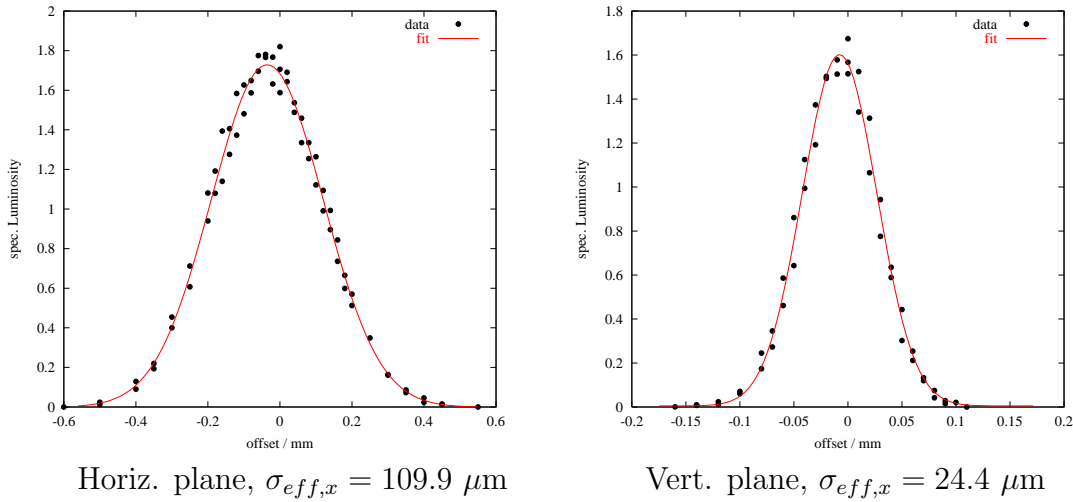 data
fit
2
1.8
1.6
1.4
1.2
1
0.8
0.6
0.4
0.2
0
spec. Luminosity
-0.6 -0.4 -0.2 0 0.2 0.4 0.6
offset / mm
Horiz. plane, σeff,x = 109.9 μm
data
fit
1.8
1.6
1.4
1.2
1
0.8
0.6
0.4
0.2
0
spec. Luminosity
-0.2 -0.15 -0.1 -0.05 0 0.05 0.1 0.15 0.2
offset / mm
Vert. plane, σeff,x = 24.4 μm